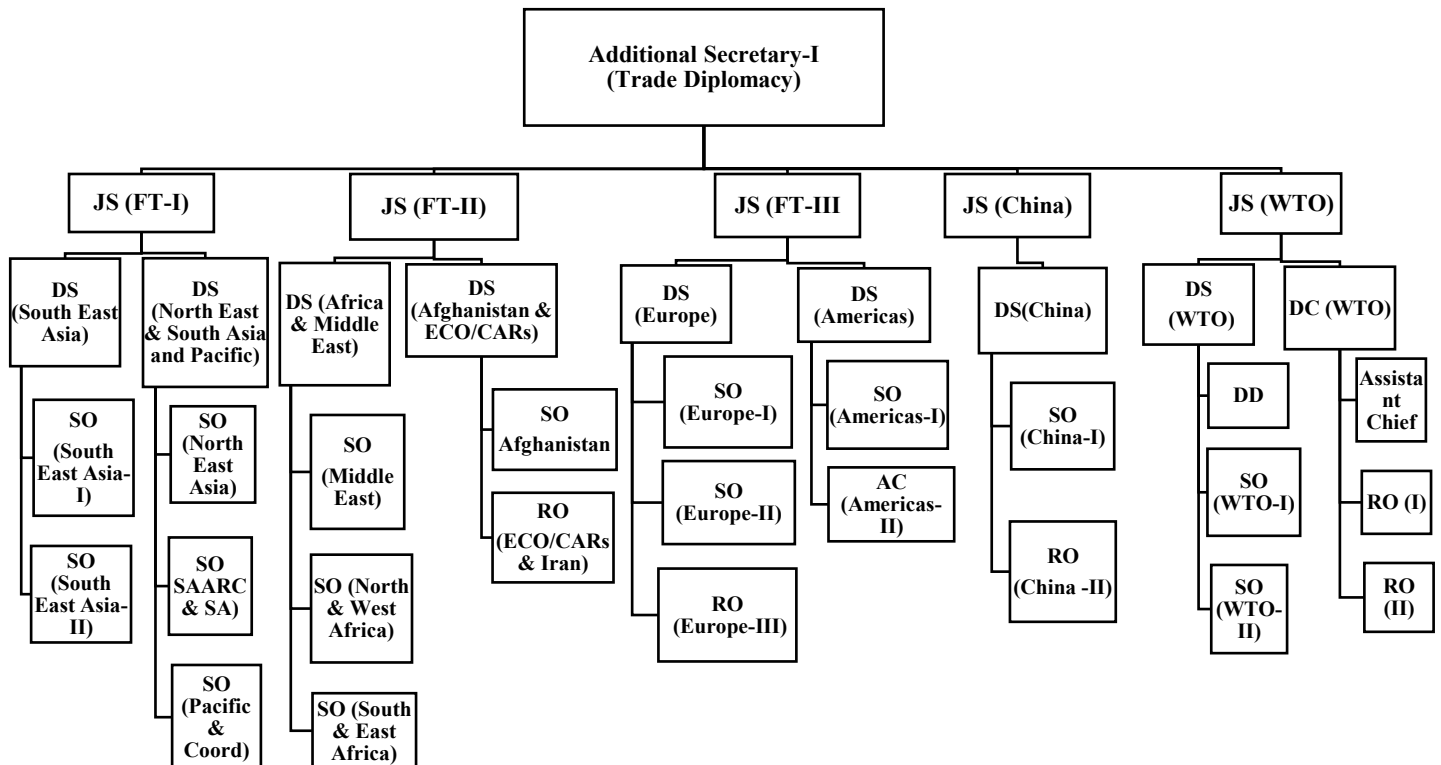 Additional Secretary-I
(Trade Diplomacy)
JS (FT-I)
JS (FT-II)
JS (FT-III
JS (China)
JS (WTO)
DS
(South East
Asia)
DS
(North East
& South Asia
and Pacific)
DS (Africa
& Middle
East)
DS
(Afghanistan &
ECO/CARs)
DS
(Europe)
DS
(Americas)
DS(China)
DS
(WTO)
DC (WTO)
SO
(South
East Asia-
I)
SO
(South
East Asia-
II)
SO
(North
East
Asia)
SO
SAARC
& SA)
SO
(Pacific
&
Coord)
SO
(Middle
East)
SO (North
& West
Africa)
SO (South
& East
Africa)
SO
Afghanistan
RO
(ECO/CARs
& Iran)
SO
(Europe-I)
SO
(Europe-II)
RO
(Europe-III)
SO
(Americas-I)
AC
(Americas-
II)
SO
(China-I)
RO
(China -II)
DD
SO
(WTO-I)
SO
(WTO-
II)
Assista
nt
Chief
RO (I)
RO
(II)